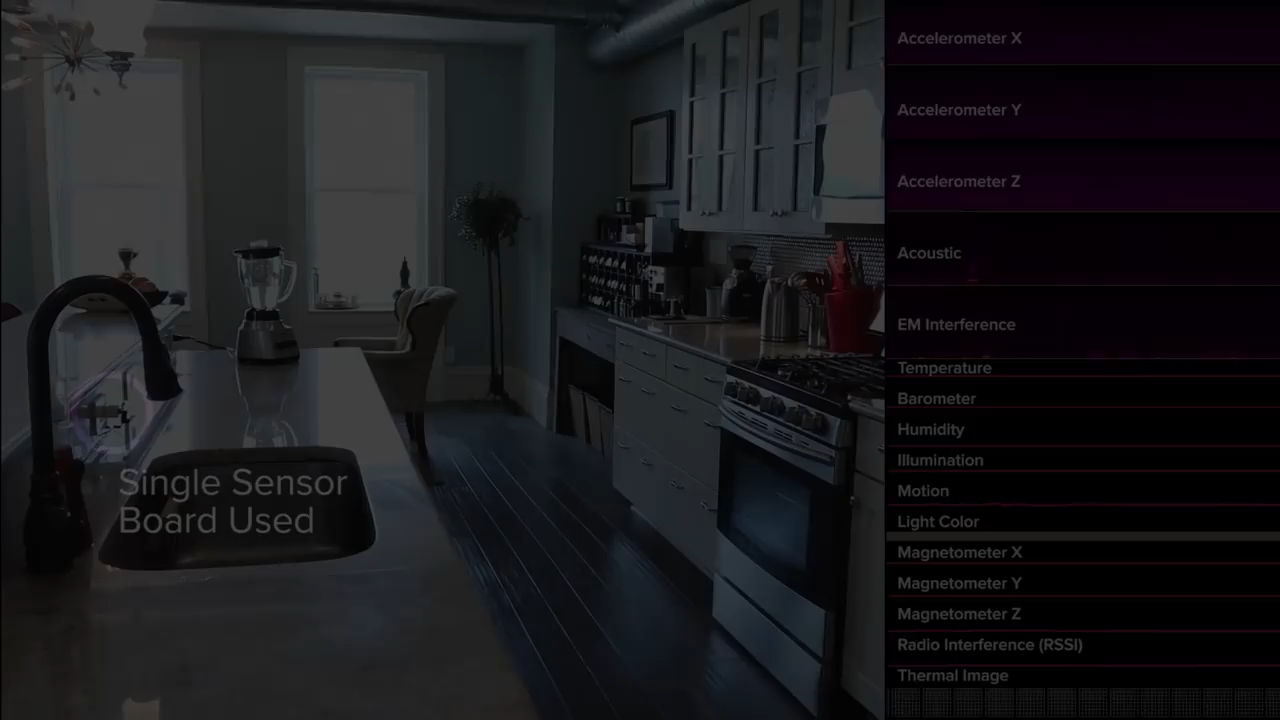 Single Sensor
Board Used
Accelerometer X
Accelerometer Y
Accelerometer Z
Acoustic
EM Interference
Temperature
Barometer
Humidity
Illumination
Motion
Light Color
Magnetometer X
Magnetometer Y
Magnetometer Z
Radio Interference (RSSI)
Thermal Image